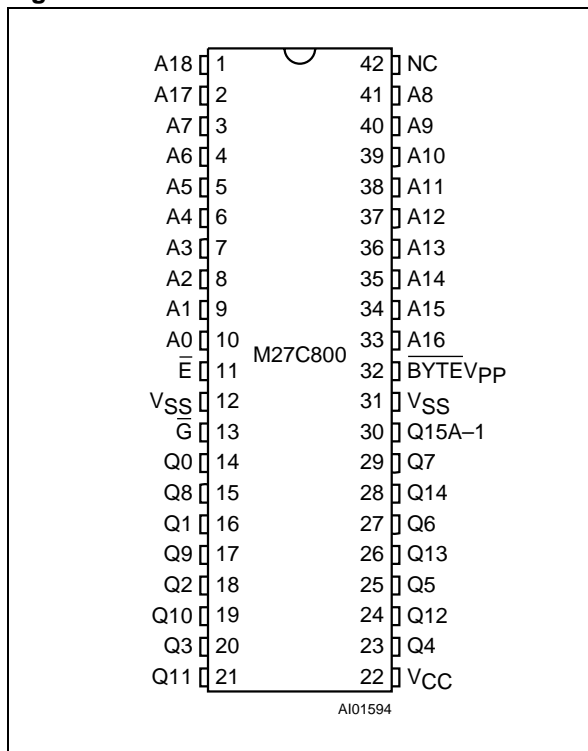 A18 1 42 NC
A17 2 41 A8
A7 3 40 A9
A6 4 39 A10
A5 5 38 A11
A4 6 37 A12
A3 7 36 A13
A2 8 35 A14
A1 9 34 A15
A0 10 33 A16
M27C800
E̅ 11 32 B̅Y̅T̅E̅VPP
VSS 12 31 VSS
G̅ 13 30 Q15A–1
Q0 14 29 Q7
Q8 15 28 Q14
Q1 16 27 Q6
Q9 17 26 Q13
Q2 18 25 Q5
Q10 19 24 Q12
Q3 20 23 Q4
Q11 21 22 VCC
AI01594